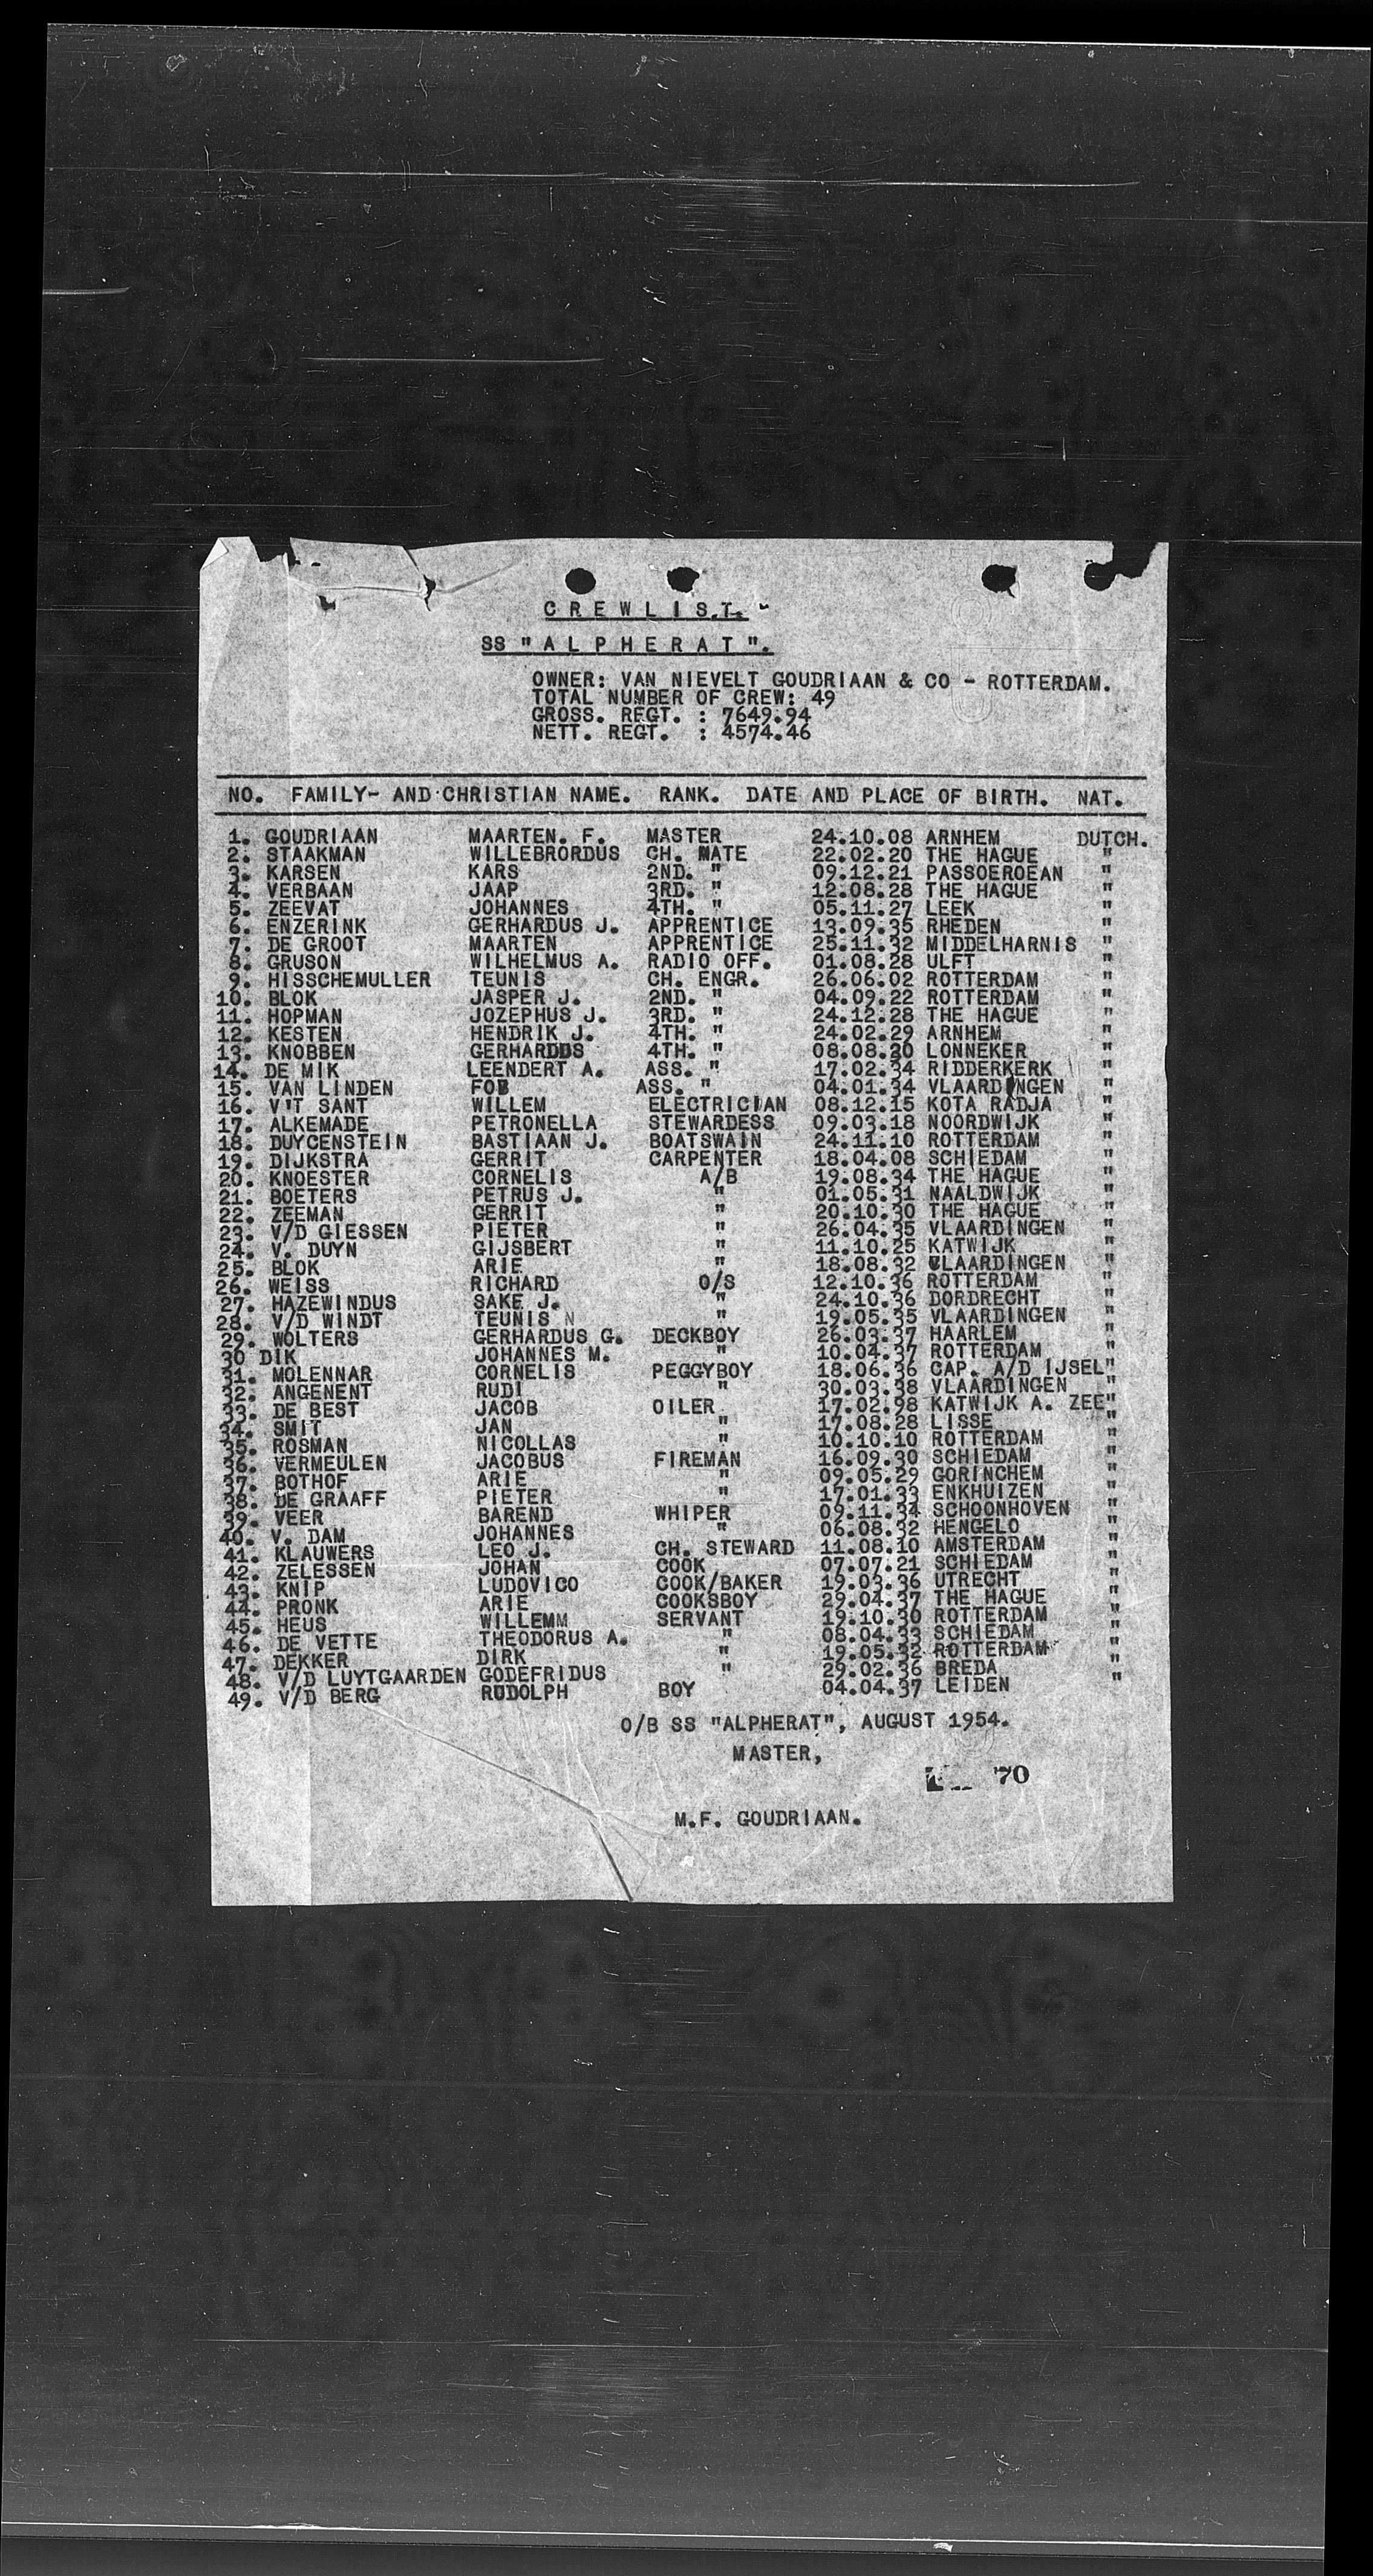 CREWLIST.
SS "ALPHERAT".
OWNER: VAN NIEVELT GOUDRIAAN & CO - ROTTERDAM.
TOTAL NUMBER OF CREW: 49
GROSS. REGT. : 7649.94
NETT. REGT. : 4574.46
NO. FAMILY- AND CHRISTIAN NAME. RANK. DATE AND PLACE OF BIRTH. NAT.
1. GOUDRIAAN MAARTEN. F. MASTER 24.10.08 ARNHEM DUTCH.
2. STAAKMAN WILLEBRORDUS CH. MATE 22.02.20 THE HAGUE "
3. KARSEN KARS 2ND. " 09.12.21 PASSOEROEAN "
4. VERBAAN JAAP 3RD. " 12.08.28 THE HAGUE "
5. ZEEVAT JOHANNES 4TH. " 05.11.27 LEEK "
6. ENZERINK GERHARDUS J. APPRENTICE 13.09.35 RHEDEN "
7. DE GROOT MAARTEN APPRENTICE 25.11.32 MIDDELHARNIS "
8. GRUSON WILHELMUS A. RADIO OFF. 01.08.28 ULFT "
9. HISSCHEMULLER TEUNIS CH. ENGR. 26.06.02 ROTTERDAM "
10. BLOK JASPER J. 2ND. " 04.09.22 ROTTERDAM "
11. HOPMAN JOZEPHUS J. 3RD. " 24.12.28 THE HAGUE "
12. KESTEN HENDRIK J. 4TH. " 24.02.29 ARNHEM "
13. KNOBBEN GERHARDUS 4TH. " 08.08.20 LONNEKER "
14. DE MIK LEENDERT A. ASS. " 17.02.34 RIDDERKERK "
15. VAN LINDEN FOB ASS. " 04.01.34 VLAARDINGEN "
16. V'T SANT WILLEM ELECTRICIAN 08.12.15 KOTA RADJA "
17. ALKEMADE PETRONELLA STEWARDESS 09.03.18 NOORDWIJK "
18. DUYCENSTEIN BASTIAAN J. BOATSWAIN 24.11.10 ROTTERDAM "
19. DIJKSTRA GERRIT CARPENTER 18.04.08 SCHIEDAM "
20. KNOESTER CORNELIS A/B 19.08.34 THE HAGUE "
21. BOETERS PETRUS J. " 01.05.31 NAALDWIJK "
22. ZEEMAN GERRIT " 20.10.30 THE HAGUE "
23. V/D GIESSEN PIETER " 26.04.35 VLAARDINGEN "
24. V. DUYN GIJSBERT " 11.10.25 KATWIJK "
25. BLOK ARIE " 18.08.32 VLAARDINGEN "
26. WEISS RICHARD O/S 12.10.36 ROTTERDAM "
27. HAZEWINDUS SAKE J. " 24.10.36 DORDRECHT "
28. V/D WINDT TEUNIS N " 19.05.35 VLAARDINGEN "
29. WOLTERS GERHARDUS G. DECKBOY 26.03.37 HAARLEM "
30 DIK JOHANNES M. " 10.04.37 ROTTERDAM "
31. MOLENNAR CORNELIS PEGGYBOY 18.06.36 CAP. A/D IJSEL"
32. ANGENENT RUDI " 30.03.38 VLAARDINGEN "
33. DE BEST JACOB OILER 17.02.98 KATWIJK A. ZEE"
34. SMIT JAN " 17.08.28 LISSE "
35. ROSMAN NICOLLAS " 10.10.10 ROTTERDAM "
36. VERMEULEN JACOBUS FIREMAN 16.09.30 SCHIEDAM "
37. BOTHOF ARIE " 09.05.29 GORINCHEM "
38. DE GRAAFF PIETER " 17.01.33 ENKHUIZEN "
39. VEER BAREND WHIPER 09.11.34 SCHOONHOVEN "
40. V. DAM JOHANNES " 06.08.32 HENGELO "
41. KLAUWERS LEO J. CH. STEWARD 11.08.10 AMSTERDAM "
42. ZELESSEN JOHAN COOK 07.07.21 SCHIEDAM "
43. KNIP LUDOVICO COOK/BAKER 19.03.36 UTRECHT "
44. PRONK ARIE COOKSBOY 29.04.37 THE HAGUE "
45. HEUS WILLEMM SERVANT 19.10.30 ROTTERDAM "
46. DE VETTE THEODORUS A. " 08.04.33 SCHIEDAM "
47. DEKKER DIRK " 19.05.32 ROTTERDAM "
48. V/D LUYTGAARDEN GODEFRIDUS " 29.02.36 BREDA "
49. V/D BERG RUDOLPH BOY 04.04.37 LEIDEN "
O/B SS "ALPHERAT", AUGUST 1954.
MASTER,
70
M.F. GOUDRIAAN.